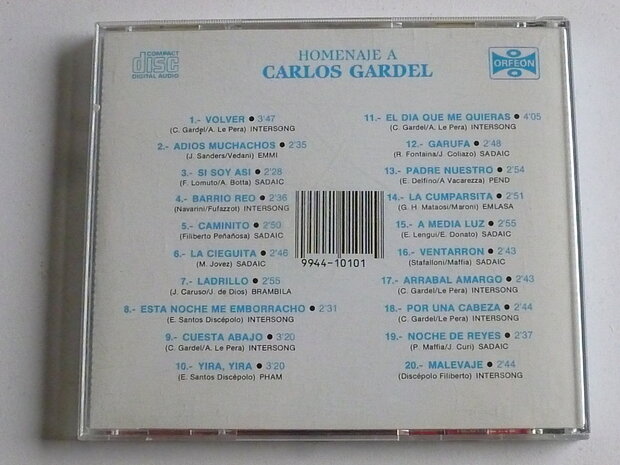 COMPACT
disc
DIGITAL AUDIO
HOMENAJE A
CARLOS GARDEL
ORFEON
1.- VOLVER ● 3'47
(C. Gardel/A. Le Pera) INTERSONG
2.- ADIOS MUCHACHOS ● 2'35
(J. Sanders/Vedani) EMMI
3.- SI SOY ASI ● 2'28
(F. Lomuto/A. Botta) SADAIC
4.- BARRIO REO ● 2'36
(Navarini/Fufazzot) INTERSONG
5.- CAMINITO ● 2'50
(Filiberto Peñañosa) SADAIC
6.- LA CIEGUITA ● 2'46
(M. Jovez) SADAIC
7.- LADRILLO ● 2'55
(J. Caruso/J. de Dios) BRAMBILA
8.- ESTA NOCHE ME EMBORRACHO ● 2'31
(E. Santos Discépolo) INTERSONG
9.- CUESTA ABAJO ● 3'20
(C. Gardel/A. Le Pera) INTERSONG
10.- YIRA, YIRA ● 3'20
(E. Santos Discépolo) PHAM
11.- EL DIA QUE ME QUIERAS ● 4'05
(C. Gardel/A. Le Pera) INTERSONG
12.- GARUFA ● 2'48
(R. Fontaina/J. Coliazo) SADAIC
13.- PADRE NUESTRO ● 2'54
(E. Delfino/A Vacarezza) PEND
14.- LA CUMPARSITA ● 2'51
(G. H. Mataosi/Maroni) EMLASA
15.- A MEDIA LUZ ● 2'55
(E. Lengui/E. Donato) SADAIC
16.- VENTARRON ● 2'43
(Stafalloni/Maffia) SADAIC
17.- ARRABAL AMARGO ● 2'43
(C. Gardel/Le Pera) INTERSONG
18.- POR UNA CABEZA ● 2'44
(C. Gardel/Le Pera) INTERSONG
19.- NOCHE DE REYES ● 2'37
(P. Maffia/J. Curi) SADAIC
20.- MALEVAJE ● 2'44
(Discépolo Filiberto) INTERSONG
9944-10101